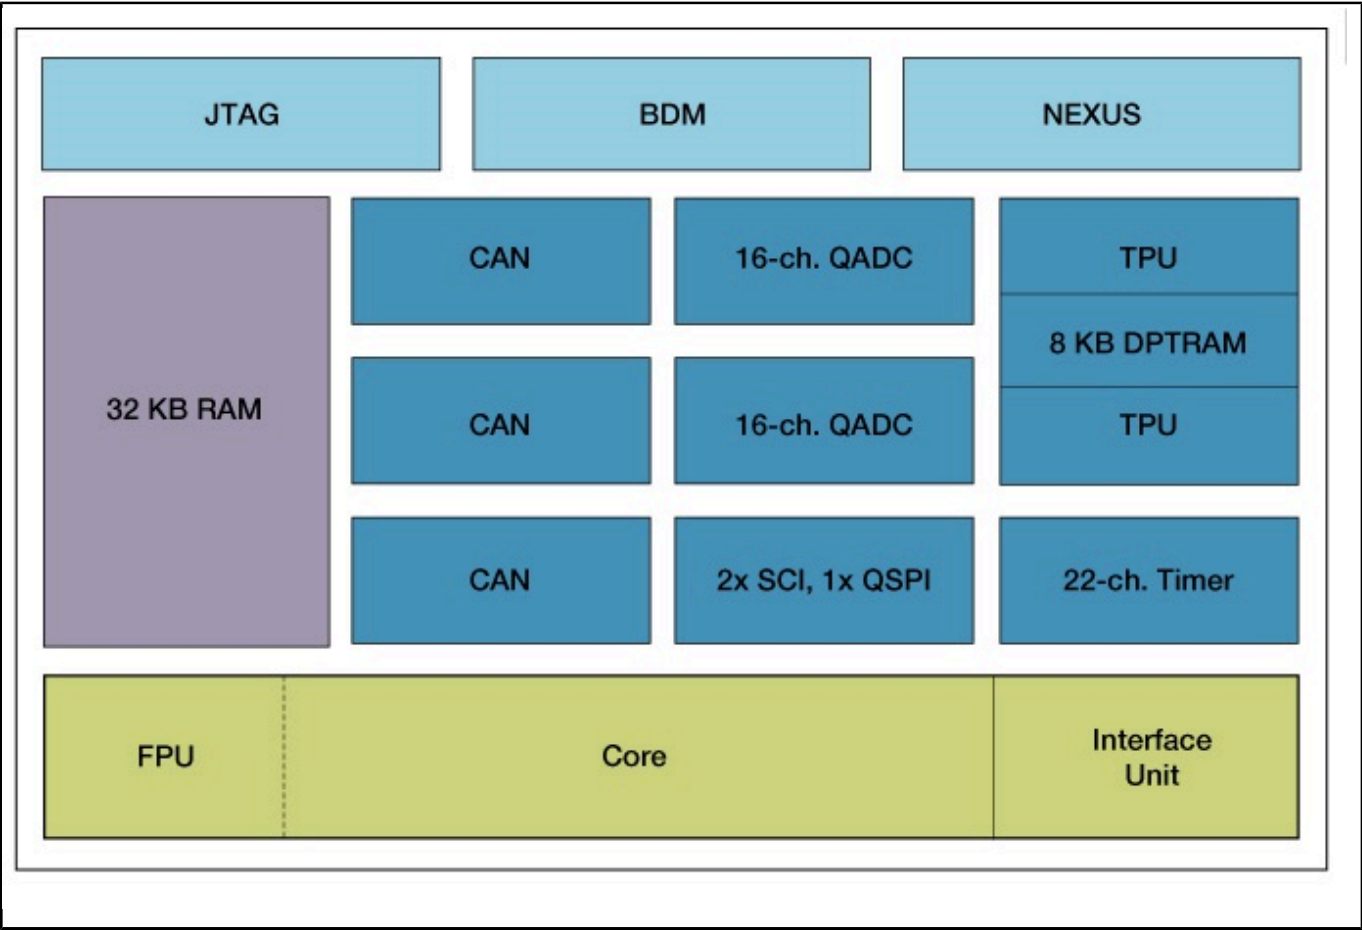 JTAG
BDM
NEXUS
32 KB RAM
CAN
16-ch. QADC
TPU
8 KB DPTRAM
CAN
16-ch. QADC
TPU
CAN
2x SCI, 1x QSPI
22-ch. Timer
FPU
Core
Interface
Unit